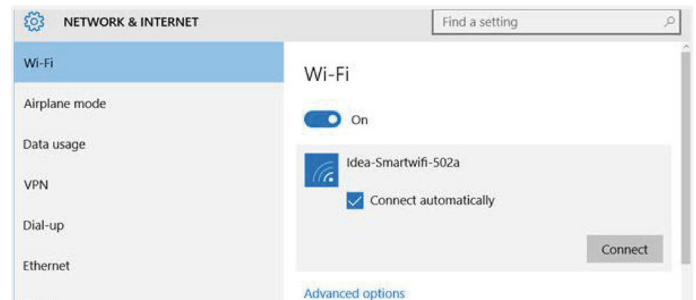 NETWORK & INTERNET
Find a setting
Wi-Fi
Airplane mode
Data usage
VPN
Dial-up
Ethernet
Wi-Fi
On
Idea-Smartwifi-502a
Connect automatically
Connect
Advanced options